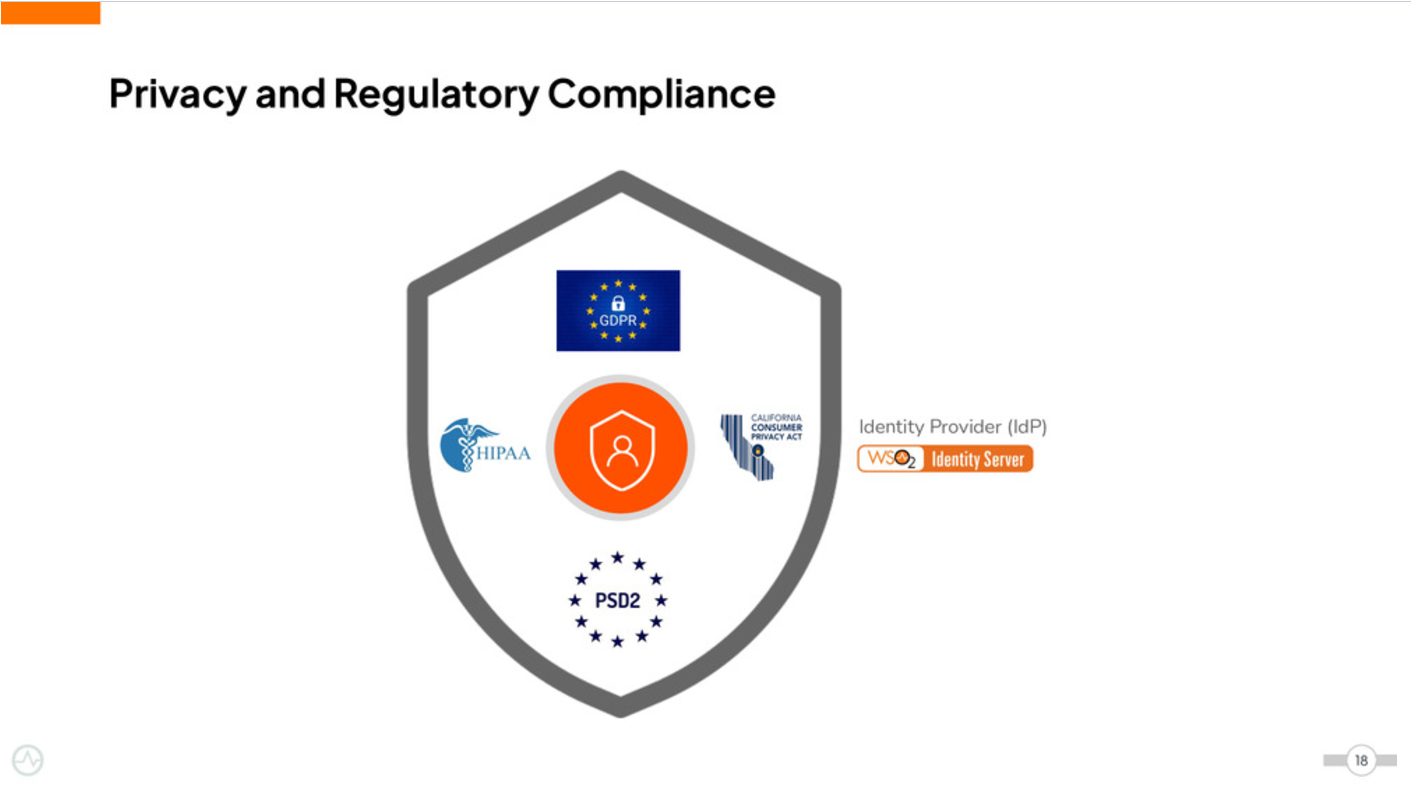 Privacy and Regulatory Compliance
GDPR
HIPAA
CALIFORNIA
CONSUMER
PRIVACY ACT
Identity Provider (IdP)
WSO2 Identity Server
PSD2
18